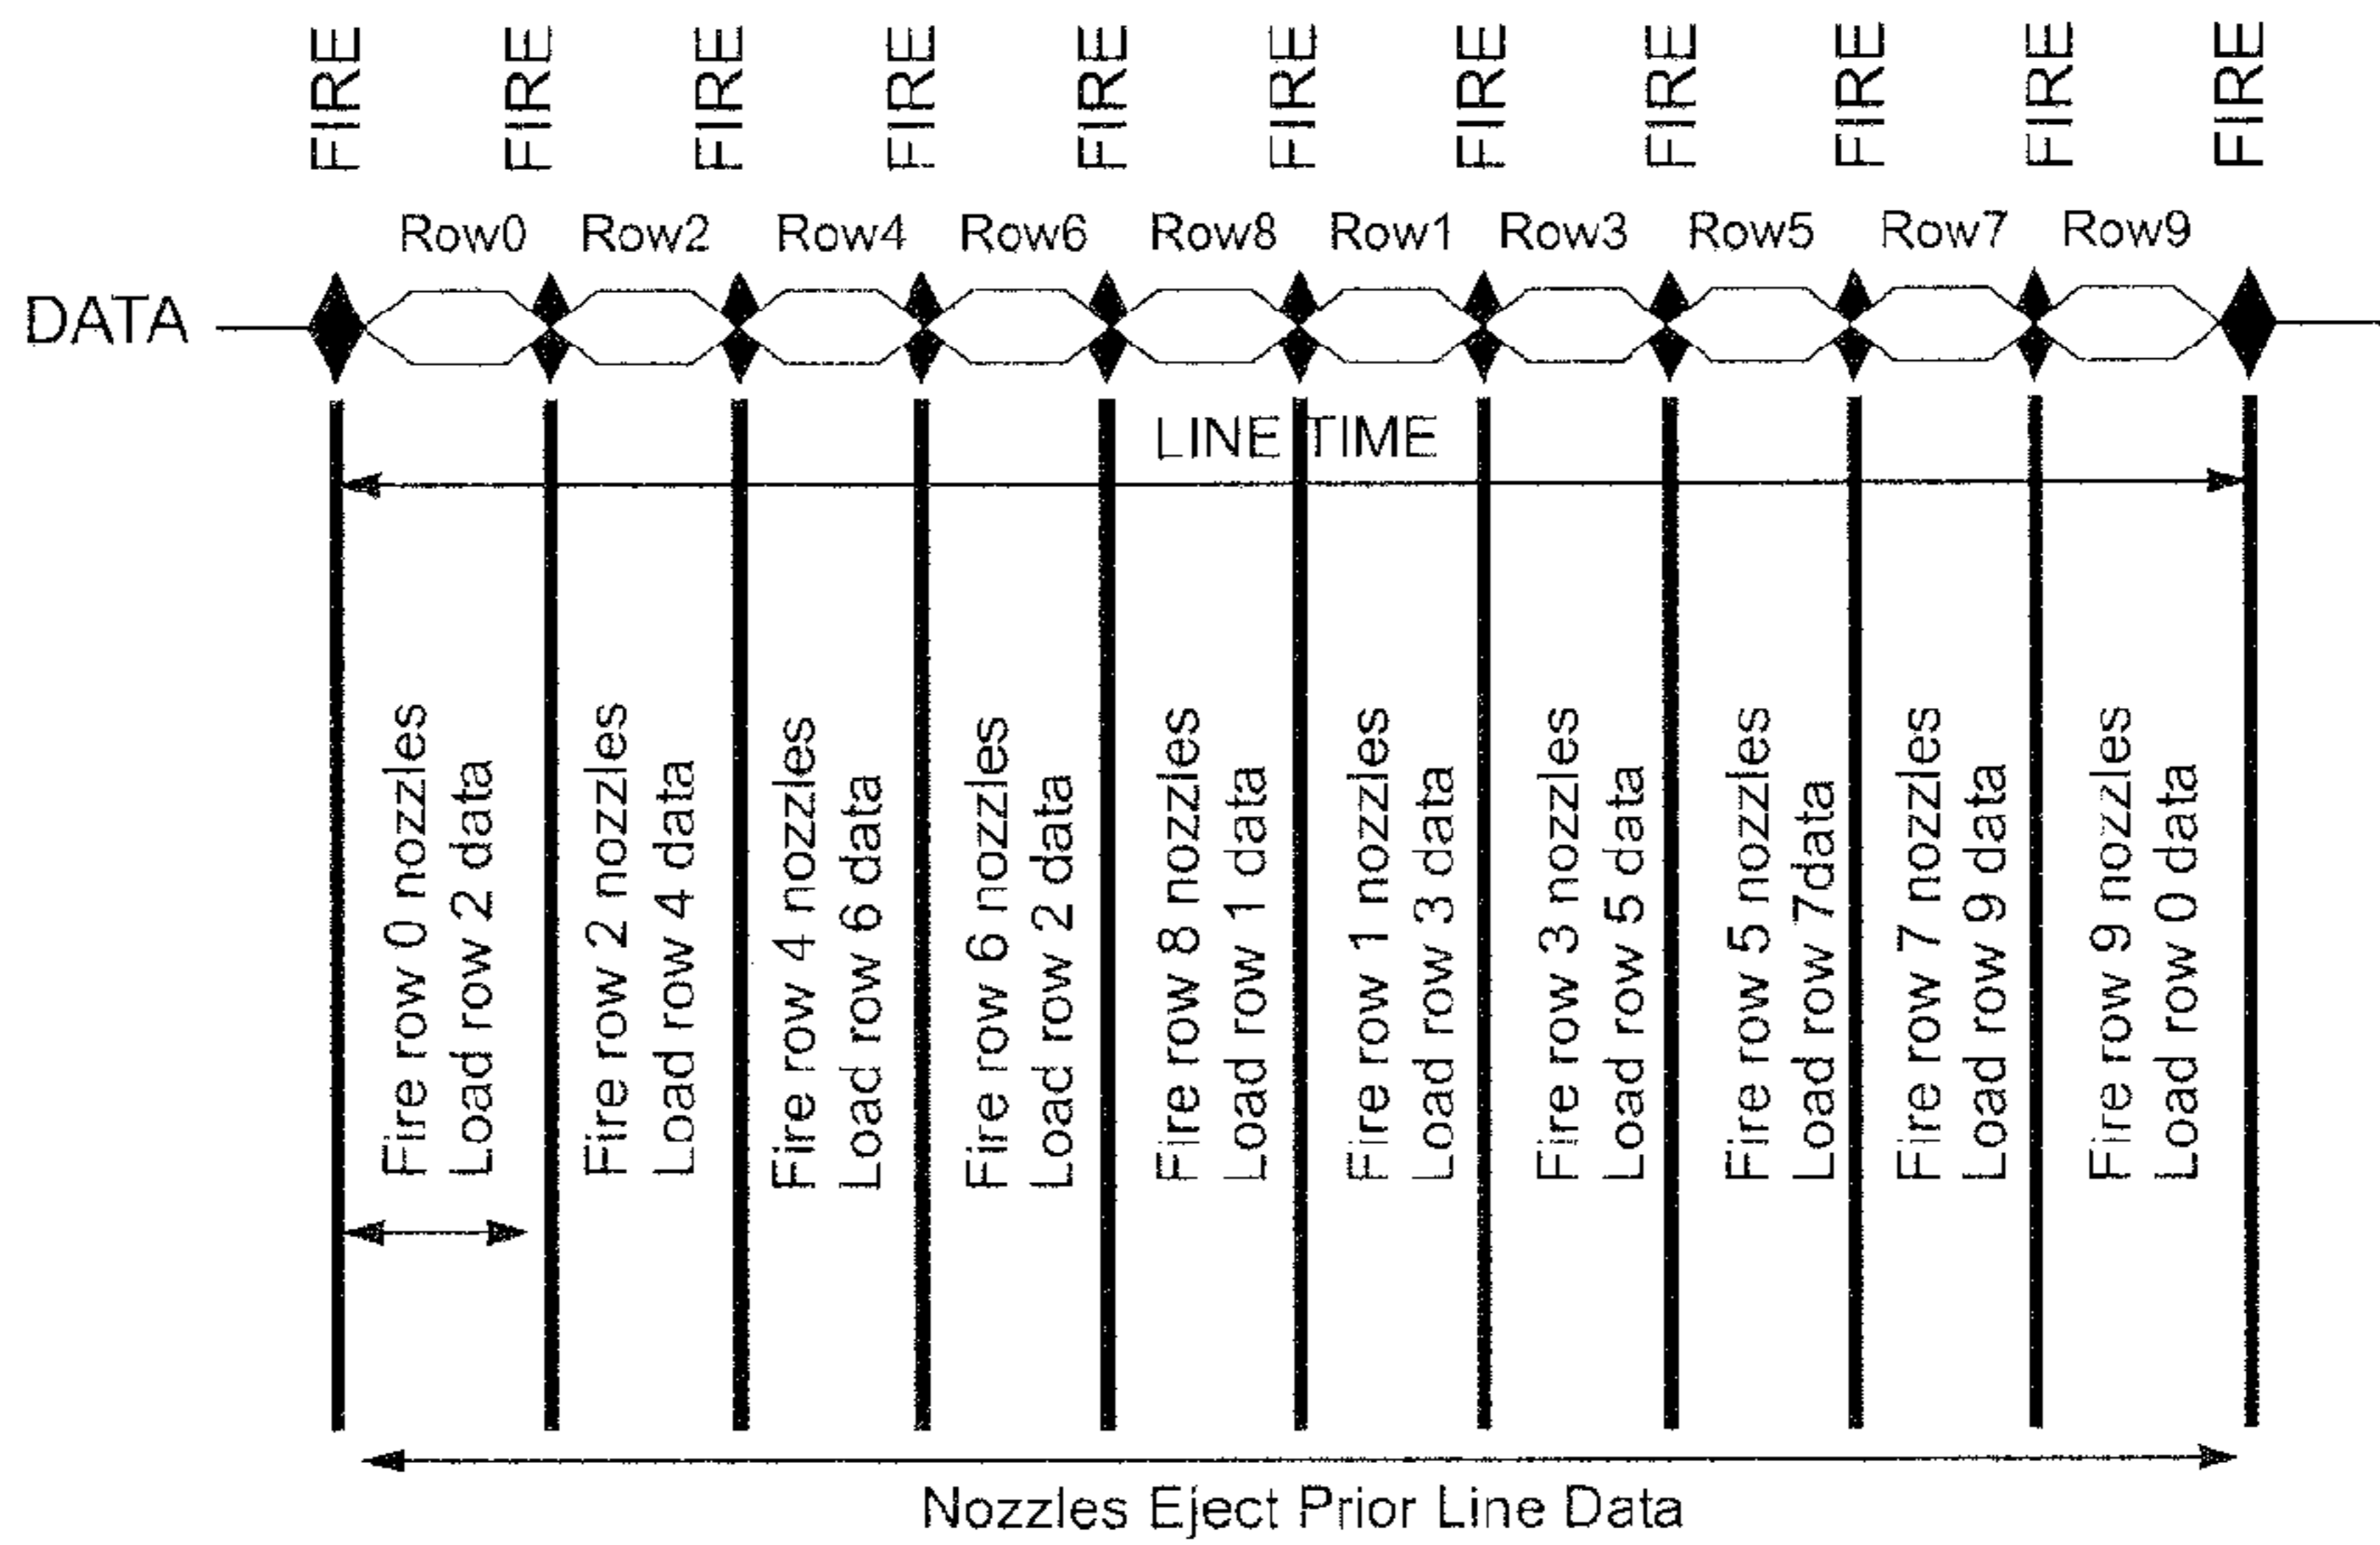 FIRE
FIRE
FIRE
FIRE
FIRE
FIRE
FIRE
FIRE
FIRE
FIRE
FIRE
Row0
Row2
Row4
Row6
Row8
Row1
Row3
Row5
Row7
Row9
DATA
LINE TIME
Fire row 0 nozzles
Load row 2 data
Fire row 2 nozzles
Load row 4 data
Fire row 4 nozzles
Load row 6 data
Fire row 6 nozzles
Load row 2 data
Fire row 8 nozzles
Load row 1 data
Fire row 1 nozzles
Load row 3 data
Fire row 3 nozzles
Load row 5 data
Fire row 5 nozzles
Load row 7data
Fire row 7 nozzles
Load row 9 data
Fire row 9 nozzles
Load row 0 data
Nozzles Eject Prior Line Data